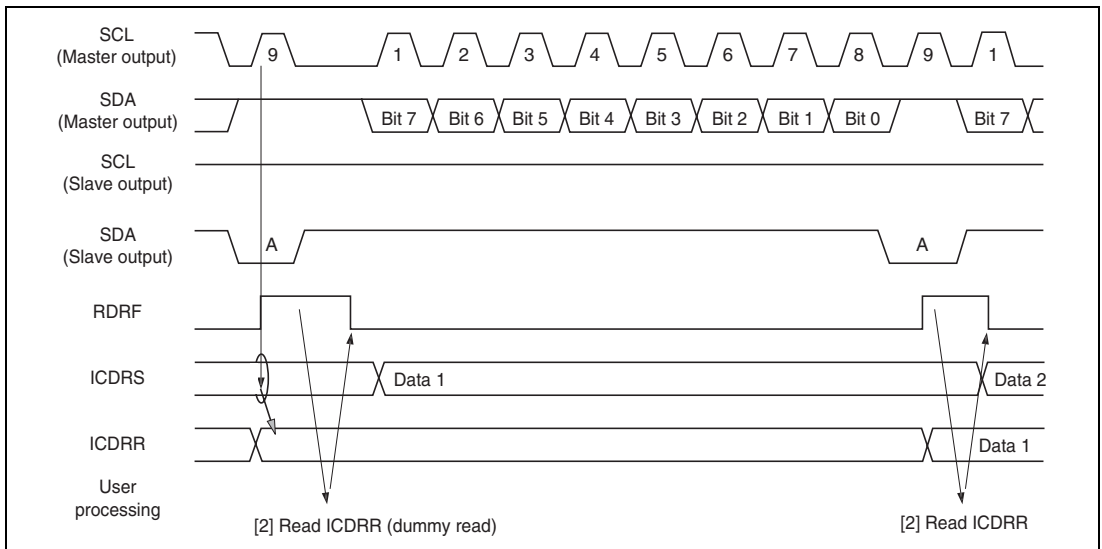 SCL
(Master output)
9 1 2 3 4 5 6 7 8 9 1
SDA
(Master output)
Bit 7 Bit 6 Bit 5 Bit 4 Bit 3 Bit 2 Bit 1 Bit 0 Bit 7
SCL
(Slave output)
SDA
(Slave output)
A A
RDRF
ICDRS
Data 1 Data 2
ICDRR
Data 1
User
processing
[2] Read ICDRR (dummy read) [2] Read ICDRR